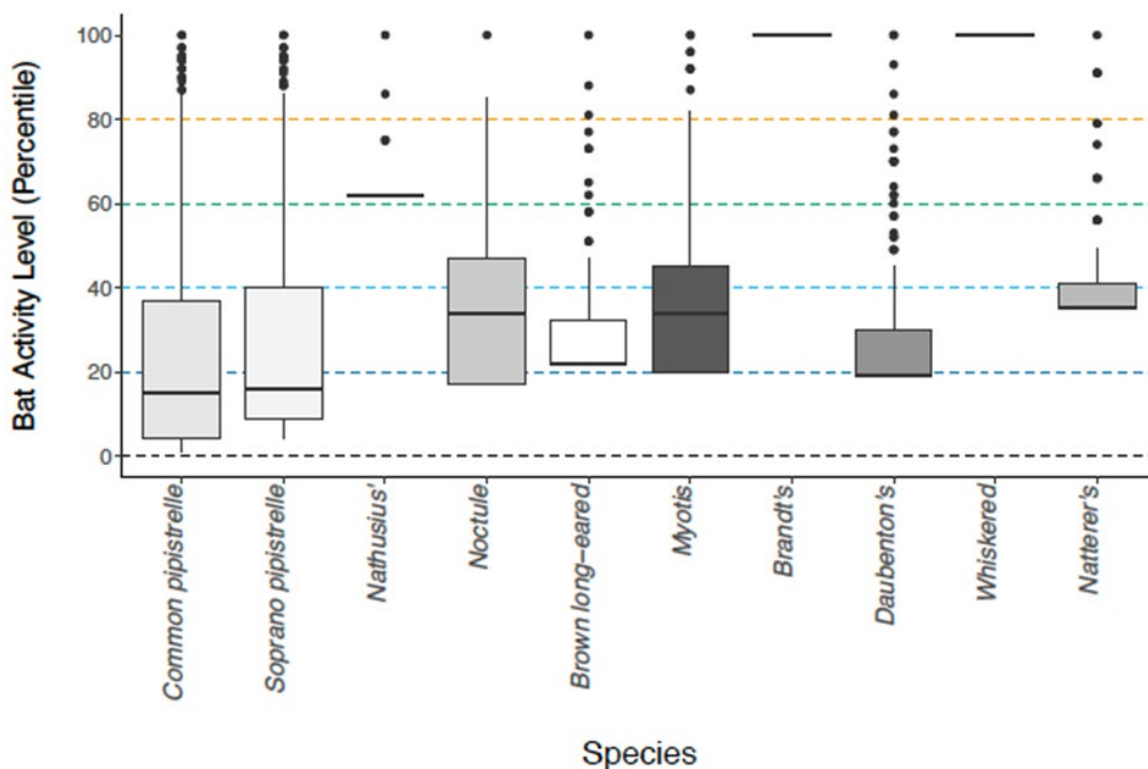 Bat Activity Level (Percentile)
100
80
60
40
20
0
Common pipistrelle
Soprano pipistrelle
Nathusius'
Noctule
Brown long-eared
Myotis
Brandt's
Daubenton's
Whiskered
Natterer's
Species